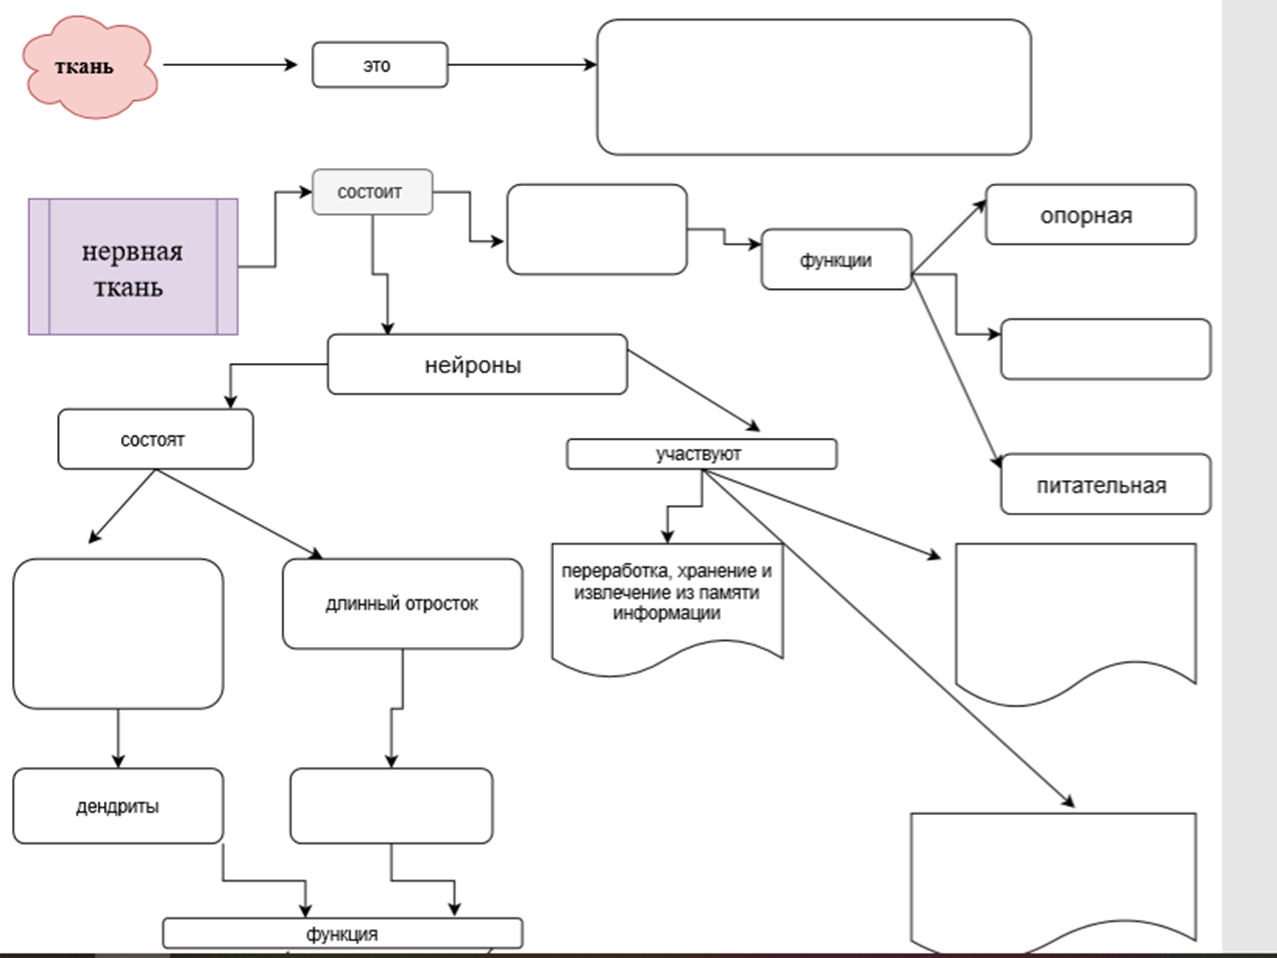 ткань
это
состоит
нервная
ткань
функции
опорная
нейроны
состоят
участвуют
питательная
длинный отросток
переработка, хранение и
извлечение из памяти
информации
дендриты
функция